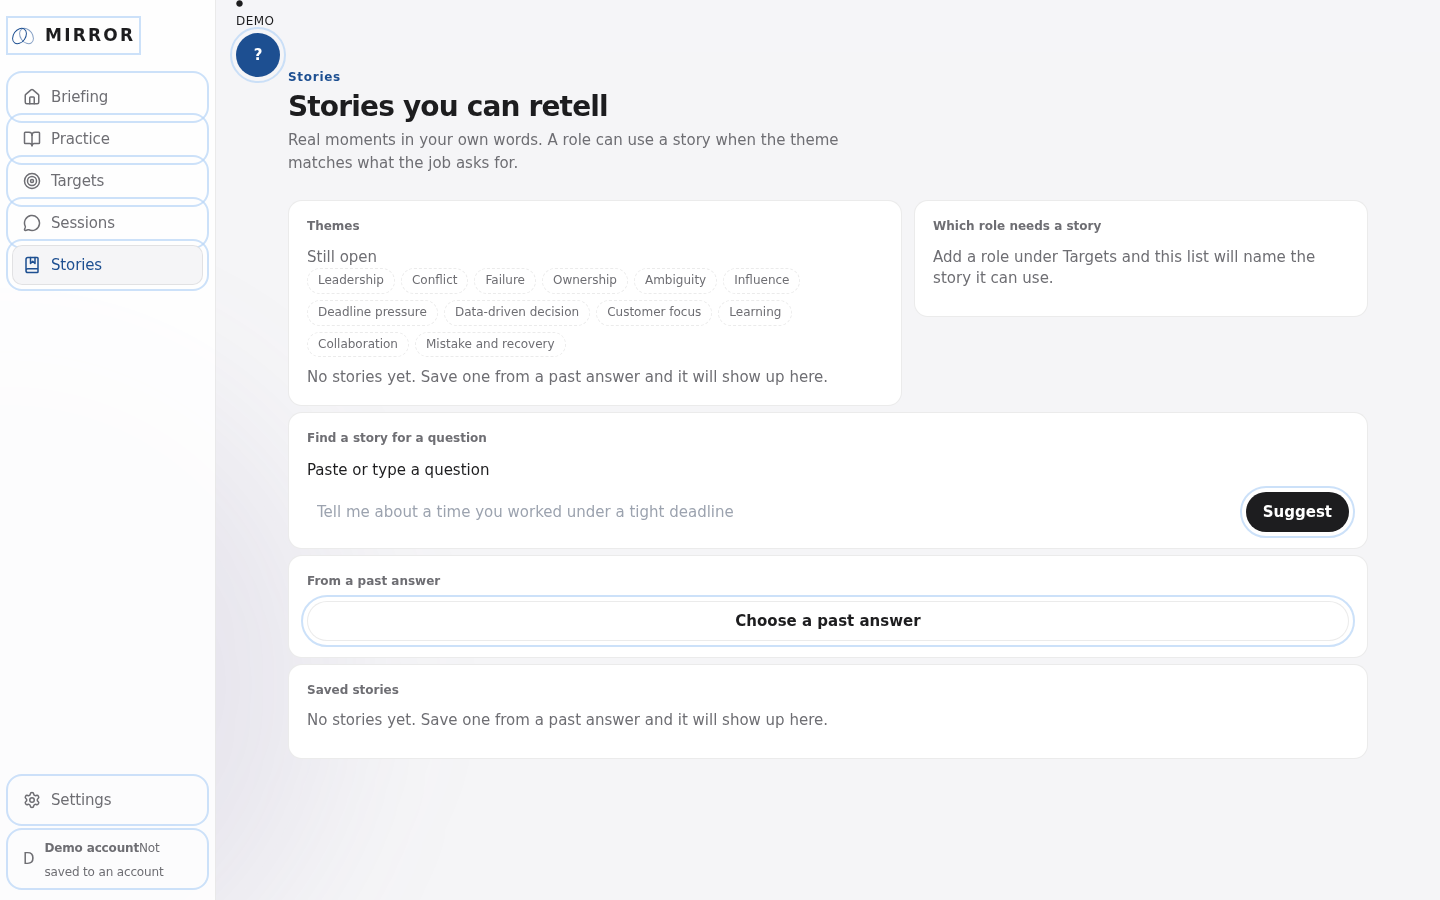 MIRROR
Briefing
Practice
Targets
Sessions
Stories
Settings
D
Demo accountNot
saved to an account
DEMO
?
Stories
Stories you can retell
Real moments in your own words. A role can use a story when the theme
matches what the job asks for.
Themes
Still open
Leadership Conflict Failure Ownership Ambiguity Influence
Deadline pressure Data-driven decision Customer focus Learning
Collaboration Mistake and recovery
No stories yet. Save one from a past answer and it will show up here.
Which role needs a story
Add a role under Targets and this list will name the
story it can use.
Find a story for a question
Paste or type a question
Tell me about a time you worked under a tight deadline
Suggest
From a past answer
Choose a past answer
Saved stories
No stories yet. Save one from a past answer and it will show up here.